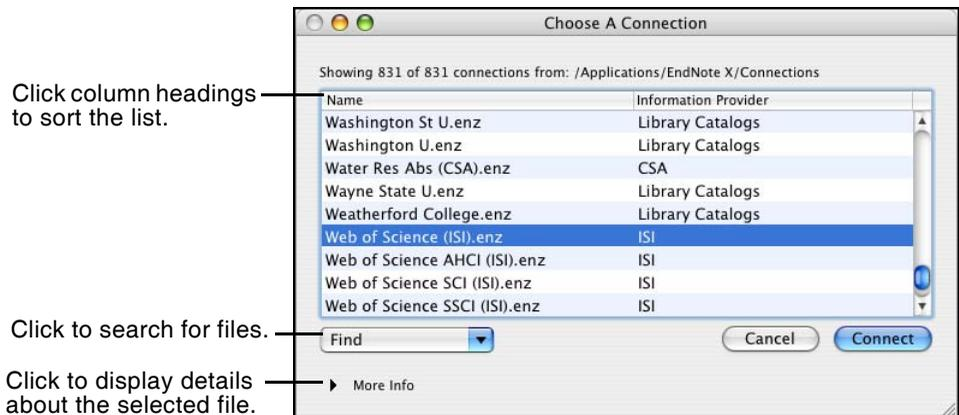 Choose A Connection
Showing 831 of 831 connections from: /Applications/EndNote X/Connections
Click column headings
to sort the list.
Name Information Provider
Washington St U.enz Library Catalogs
Washington U.enz Library Catalogs
Water Res Abs (CSA).enz CSA
Wayne State U.enz Library Catalogs
Weatherford College.enz Library Catalogs
Web of Science (ISI).enz ISI
Web of Science AHCI (ISI).enz ISI
Web of Science SCI (ISI).enz ISI
Web of Science SSCI (ISI).enz ISI
Click to search for files.
Find Cancel Connect
Click to display details
about the selected file.
More Info